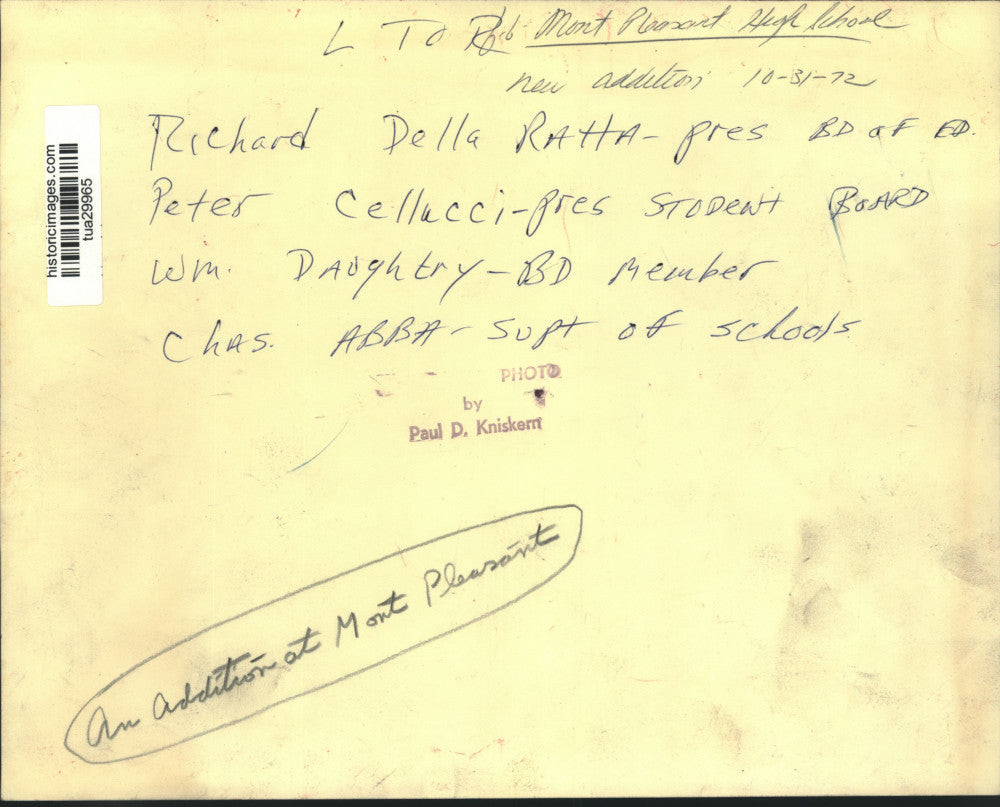 L TO R Mont Pleasant High School
new addition 10-31-72
Richard Della RAttA - pres BD of ED.
Peter Cellucci - pres STUDENT BOARD
Wm. DAughtry - BD Member
Chas. ABBA - Supt of schools
PHOTO
by
Paul D. Kniskern
An Addition at Mont Pleasant
historicimages.com
tua29965